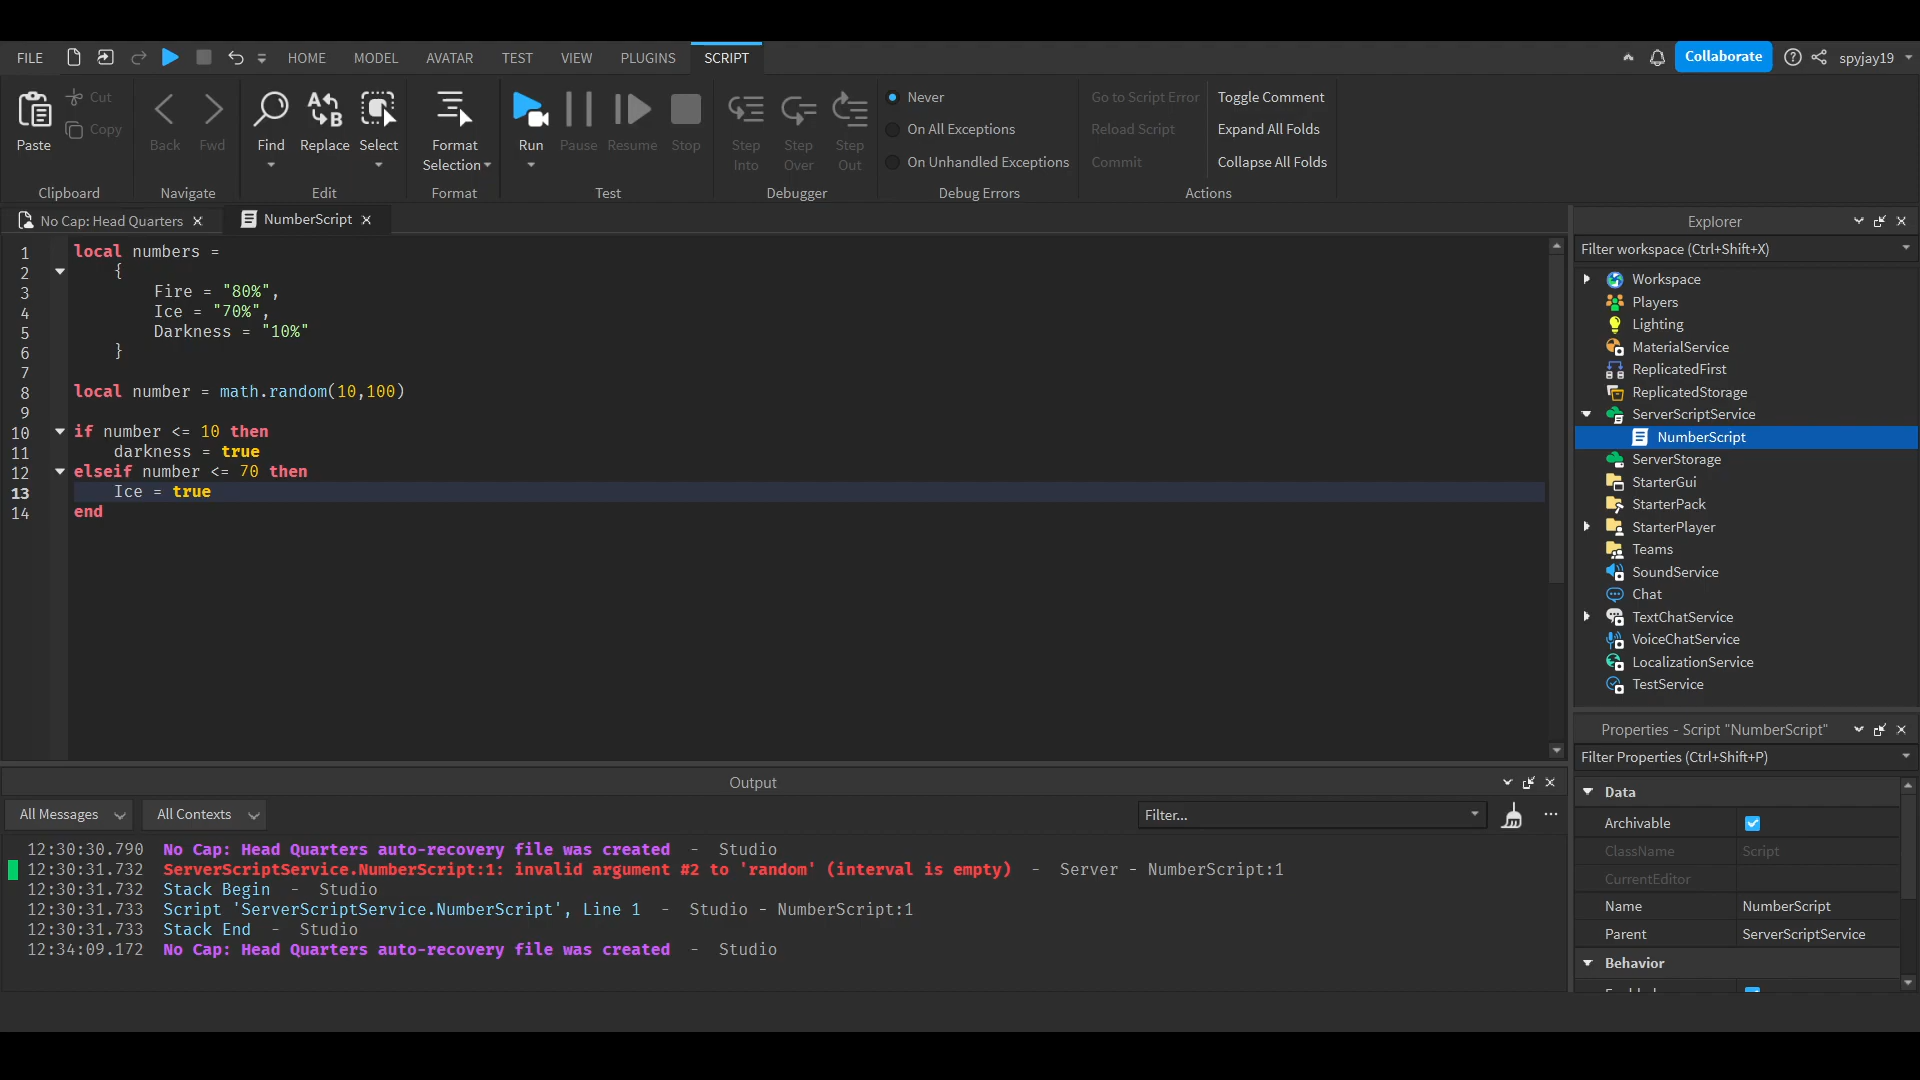 FILE HOME MODEL AVATAR TEST VIEW PLUGINS SCRIPT Collaborate spyjay19
Paste Cut Copy
Back Fwd
Find Replace Select
Format Selection
Run Pause Resume Stop
Step Into Step Over Step Out
Never
On All Exceptions
On Unhandled Exceptions
Go to Script Error
Reload Script
Commit
Toggle Comment
Expand All Folds
Collapse All Folds
Clipboard Navigate Edit Format Test Debugger Debug Errors Actions
No Cap: Head Quarters NumberScript
1 local numbers =
2 {
3 Fire = "80%",
4 Ice = "70%",
5 Darkness = "10%"
6 }
7
8 local number = math.random(10,100)
9
10 if number <= 10 then
11 darkness = true
12 elseif number <= 70 then
13 Ice = true
14 end
Explorer
Filter workspace (Ctrl+Shift+X)
Workspace
Players
Lighting
MaterialService
ReplicatedFirst
ReplicatedStorage
ServerScriptService
NumberScript
ServerStorage
StarterGui
StarterPack
StarterPlayer
Teams
SoundService
Chat
TextChatService
VoiceChatService
LocalizationService
TestService
Output
All Messages All Contexts Filter...
12:30:30.790 No Cap: Head Quarters auto-recovery file was created - Studio
12:30:31.732 ServerScriptService.NumberScript:1: invalid argument #2 to 'random' (interval is empty) - Server - NumberScript:1
12:30:31.732 Stack Begin - Studio
12:30:31.733 Script 'ServerScriptService.NumberScript', Line 1 - Studio - NumberScript:1
12:30:31.733 Stack End - Studio
12:34:09.172 No Cap: Head Quarters auto-recovery file was created - Studio
Properties - Script "NumberScript"
Filter Properties (Ctrl+Shift+P)
Data
Archivable
ClassName Script
CurrentEditor
Name NumberScript
Parent ServerScriptService
Behavior